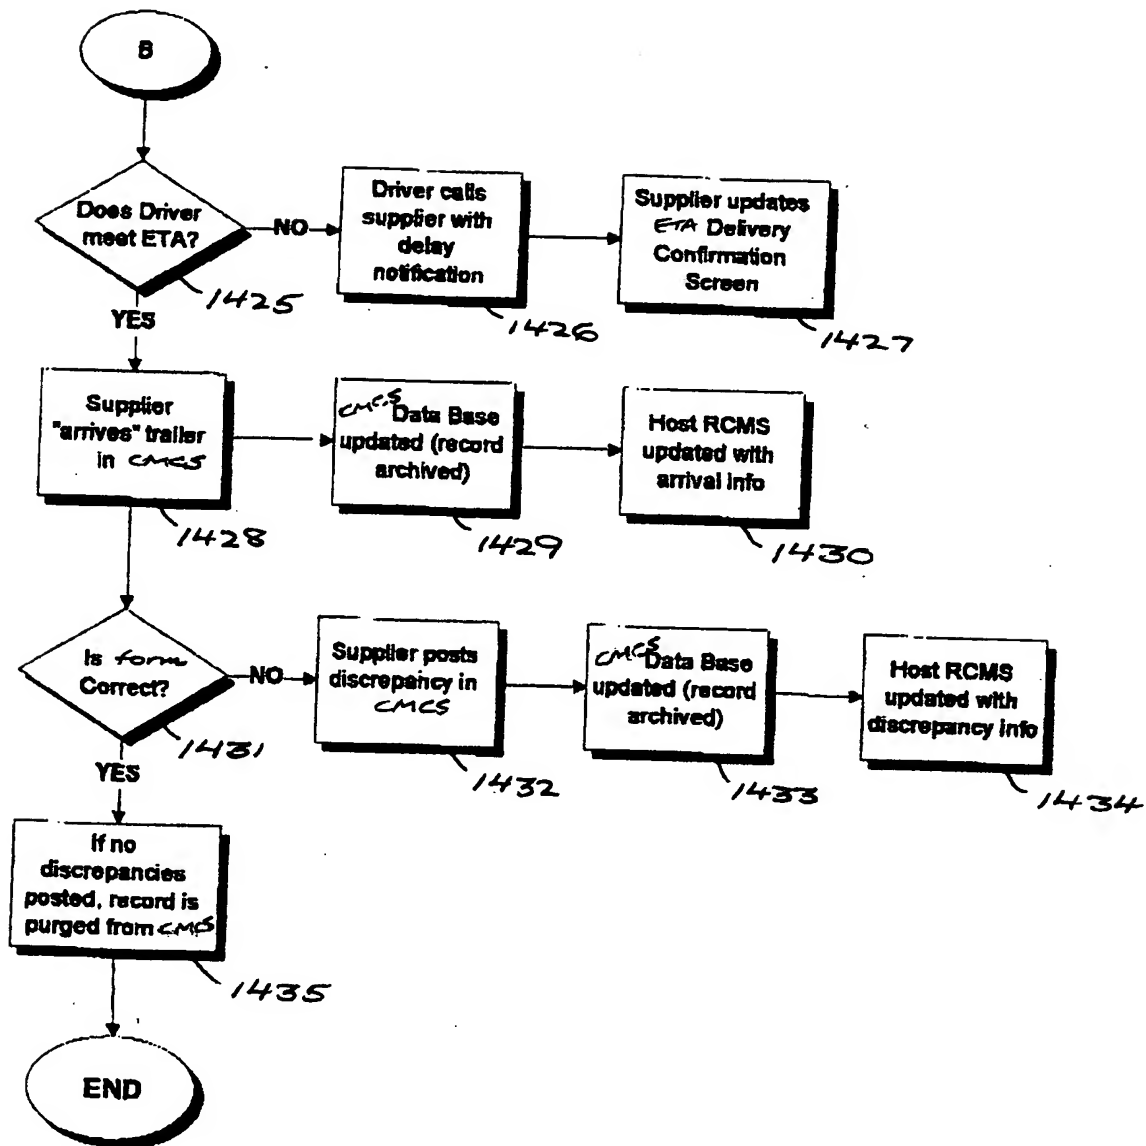 B
Does Driver
meet ETA?
NO
Driver calls
supplier with
delay
notification
Supplier updates
ETA Delivery
Confirmation
Screen
1425
1426
1427
YES
Supplier
"arrives" trailer
in CMCS
CMCS Data Base
updated (record
archived)
Host RCMS
updated with
arrival info
1428
1429
1430
Is form
Correct?
NO
Supplier posts
discrepancy in
CMCS
CMCS Data Base
updated (record
archived)
Host RCMS
updated with
discrepancy info
1431
1432
1433
1434
YES
If no
discrepancies
posted, record is
purged from CMCS
1435
END